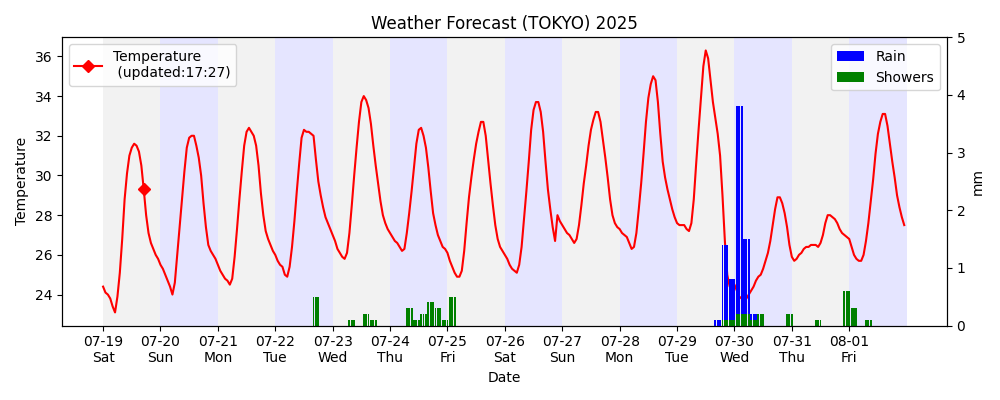 Weather Forecast (TOKYO) 2025
Temperature
(updated:17:27)
Rain
Showers
Temperature
36
34
32
30
28
26
24
5
4
3
2
1
0
mm
07-19 07-20 07-21 07-22 07-23 07-24 07-25 07-26 07-27 07-28 07-29 07-30 07-31 08-01
Sat Sun Mon Tue Wed Thu Fri Sat Sun Mon Tue Wed Thu Fri
Date